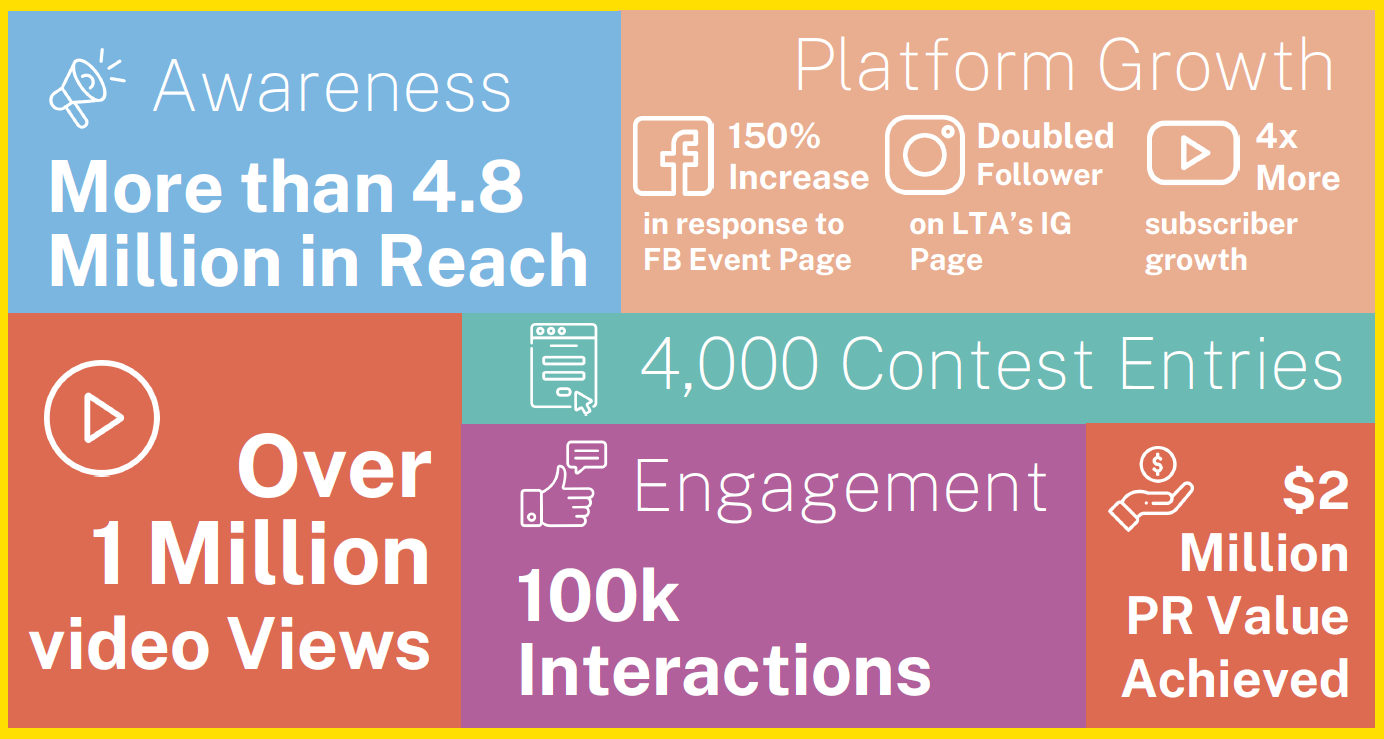 Awareness
More than 4.8
Million in Reach
Platform Growth
150%
Increase
in response to
FB Event Page
Doubled
Follower
on LTA’s IG
Page
4x
More
subscriber
growth
Over
1 Million
video Views
4,000 Contest Entries
Engagement
100k
Interactions
$
$2
Million
PR Value
Achieved